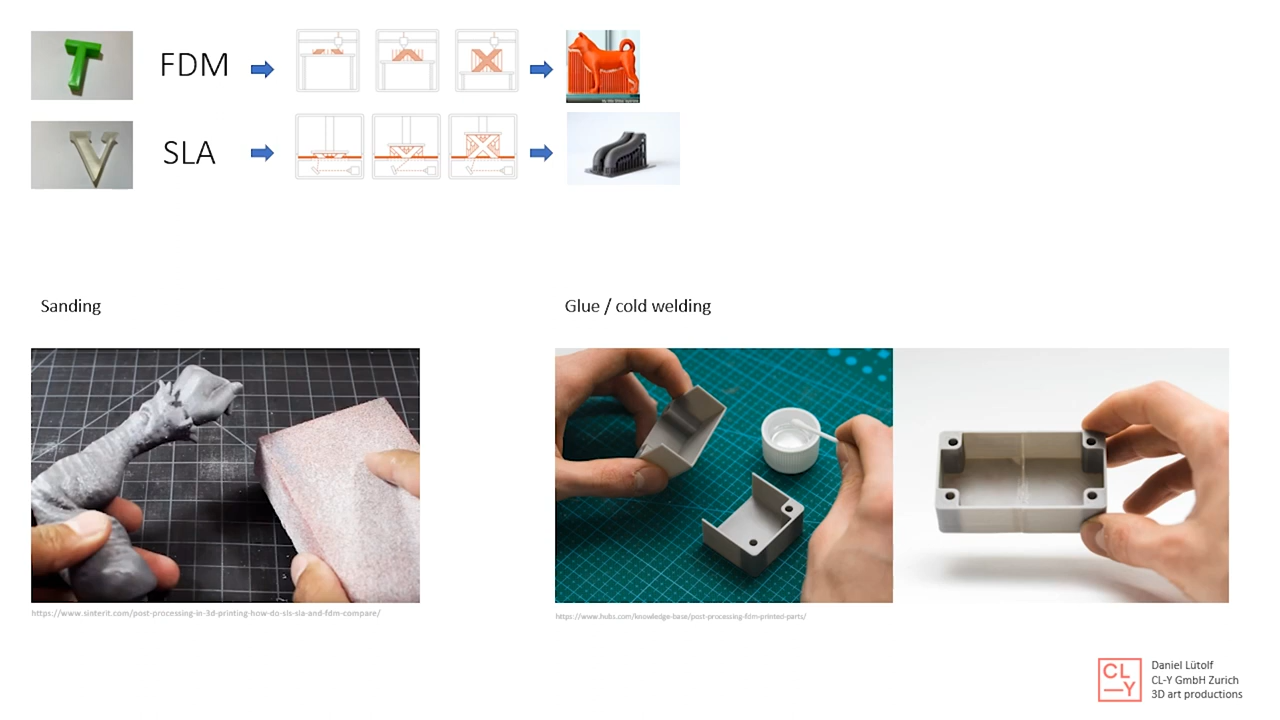 FDM
SLA
Sanding
Glue / cold welding
https://www.sinterit.com/post-processing-in-3d-printing-how-do-sls-sla-and-fdm-compare/
https://www.hubs.com/knowledge-base/post-processing-fdm-printed-parts/
CL
—Y
Daniel Lütolf
CL-Y GmbH Zurich
3D art productions